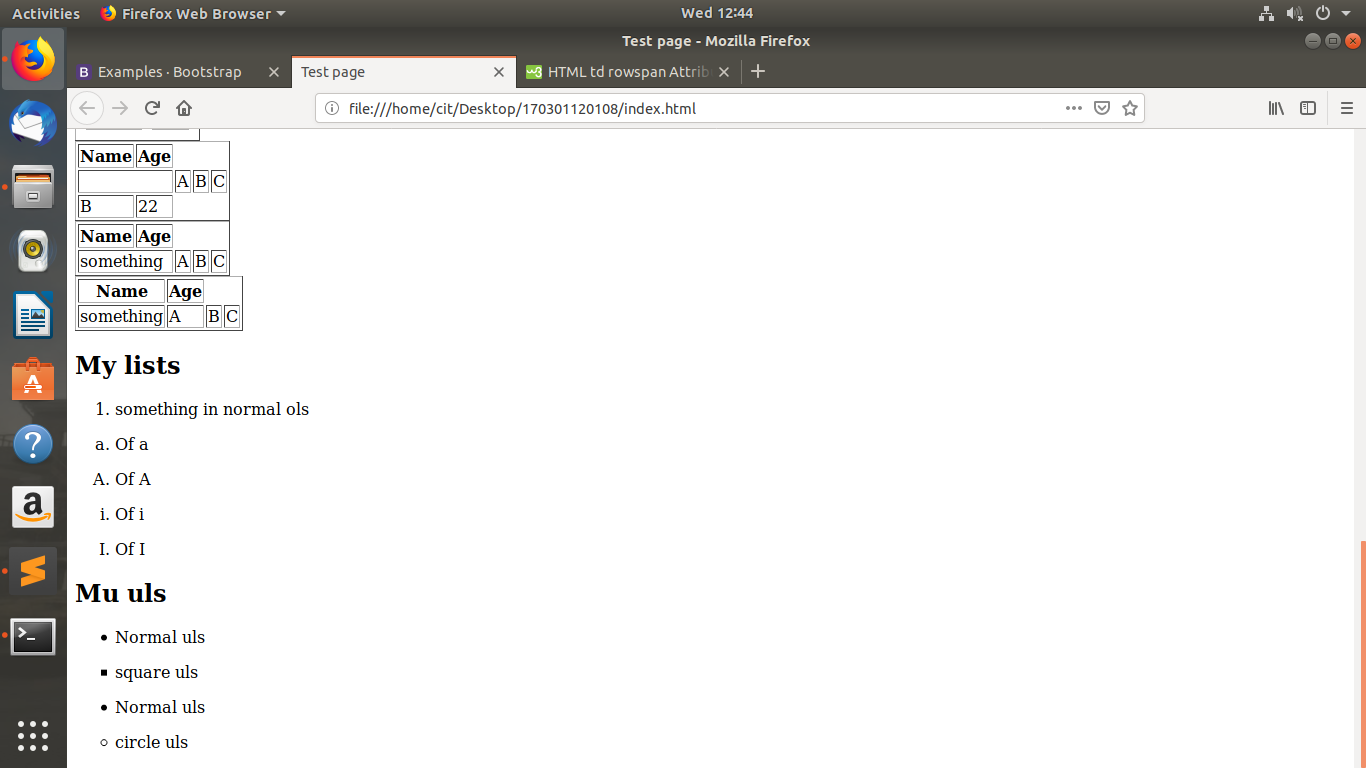 Activities Firefox Web Browser Wed 12:44
Test page - Mozilla Firefox
Examples · Bootstrap Test page HTML td rowspan Attrib
file:///home/cit/Desktop/170301120108/index.html
Name Age
A B C
B 22
Name Age
something A B C
Name Age
something A B C
My lists
1. something in normal ols
a. Of a
A. Of A
i. Of i
I. Of I
Mu uls
• Normal uls
▪ square uls
• Normal uls
◦ circle uls